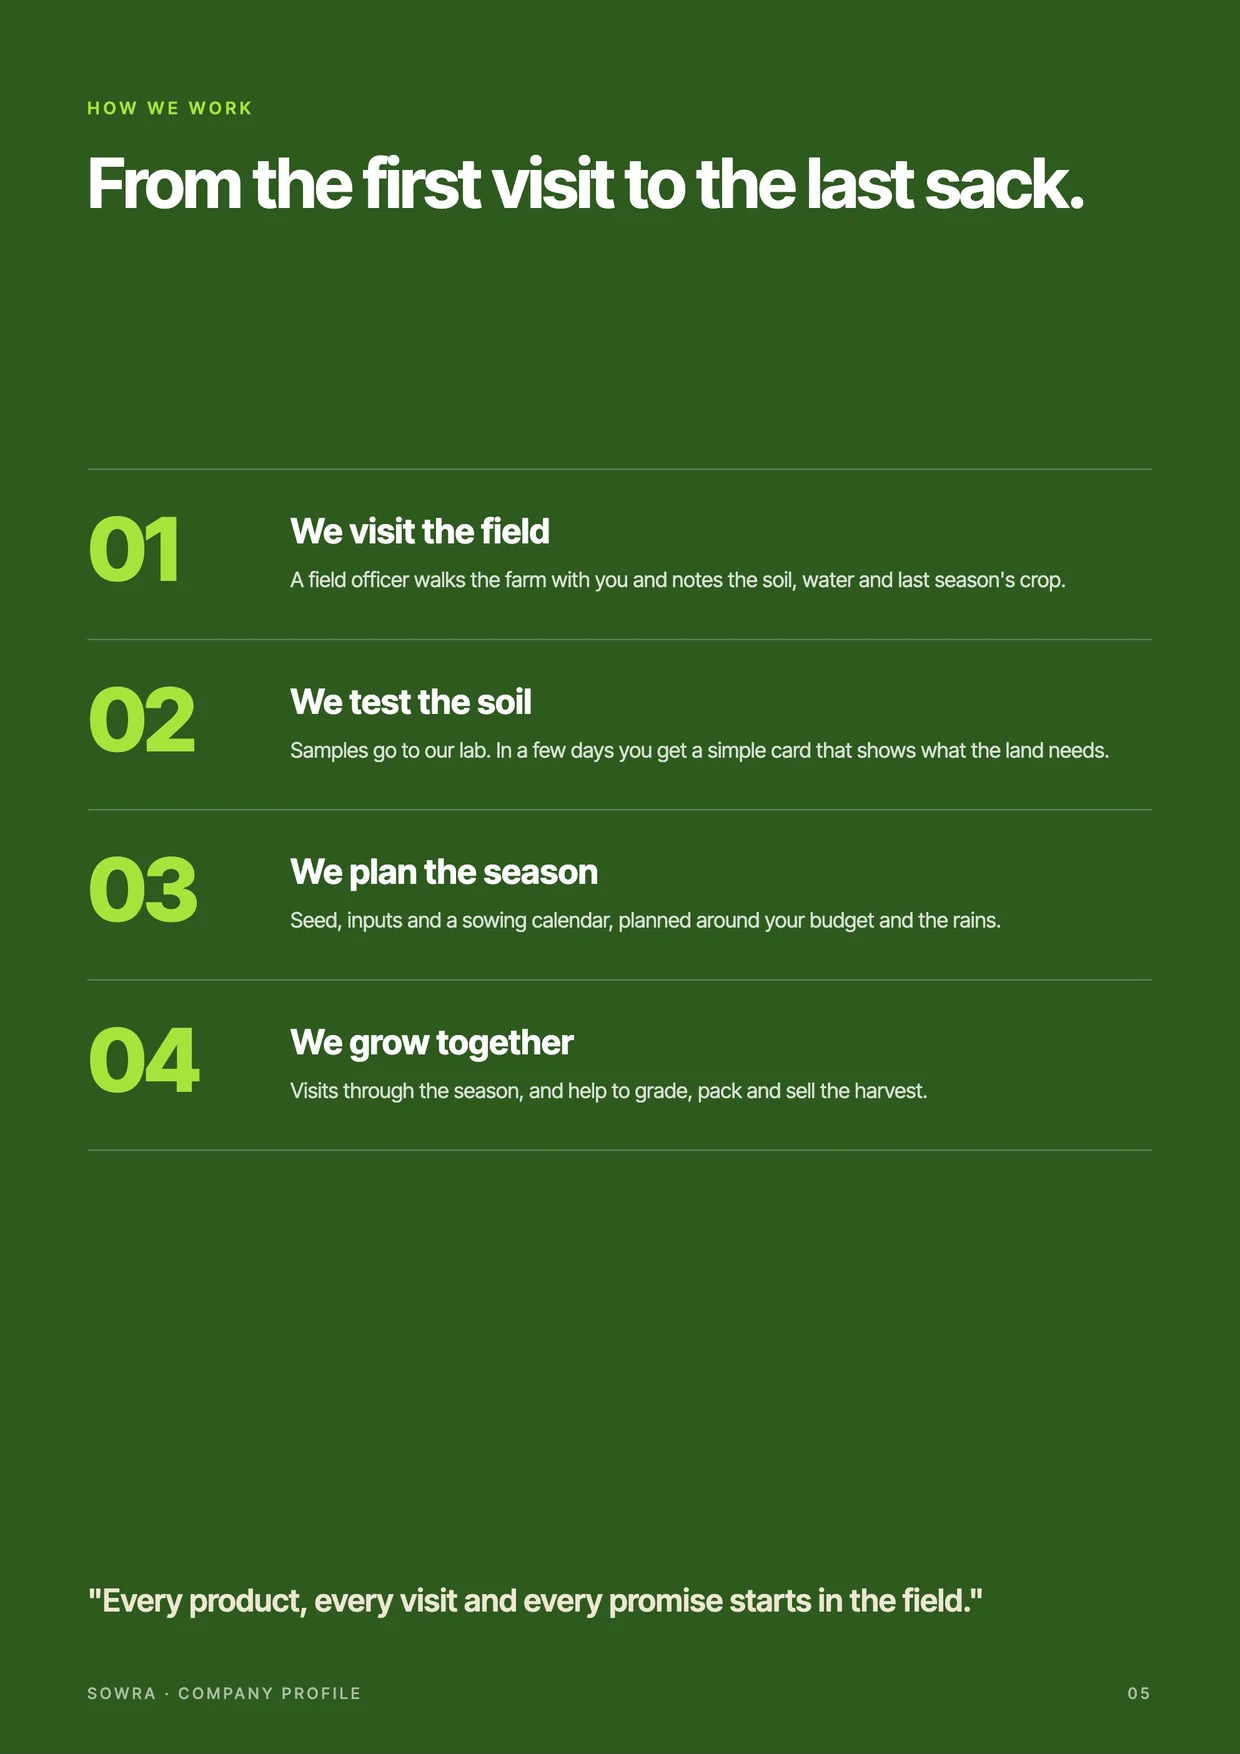 HOW WE WORK
From the first visit to the last sack.
01
We visit the field
A field officer walks the farm with you and notes the soil, water and last season's crop.
02
We test the soil
Samples go to our lab. In a few days you get a simple card that shows what the land needs.
03
We plan the season
Seed, inputs and a sowing calendar, planned around your budget and the rains.
04
We grow together
Visits through the season, and help to grade, pack and sell the harvest.
"Every product, every visit and every promise starts in the field."
SOWRA · COMPANY PROFILE
05